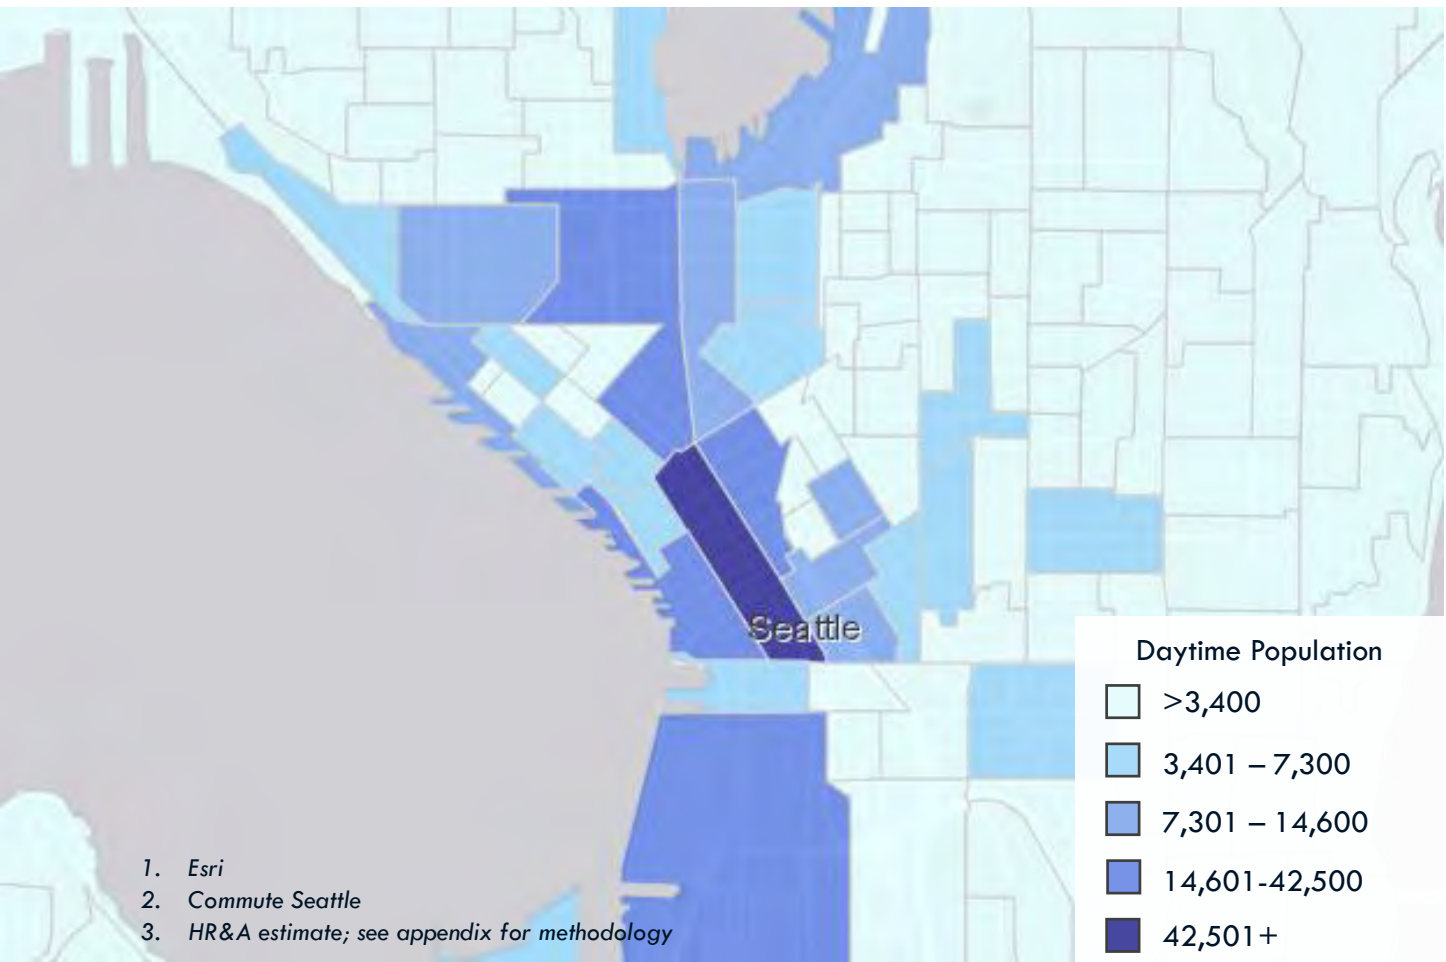 Seattle
Daytime Population
>3,400
3,401 – 7,300
7,301 – 14,600
14,601-42,500
42,501+
1. Esri
2. Commute Seattle
3. HR&A estimate; see appendix for methodology